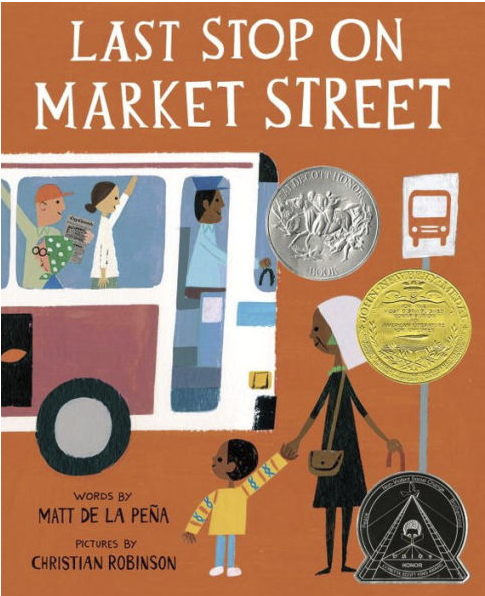 LAST STOP ON
MARKET STREET
CALDECOTT HONOR
BOOK
JOHN NEWBERY MEDAL
WORDS BY
MATT DE LA PEÑA
PICTURES BY
CHRISTIAN ROBINSON
HONOR